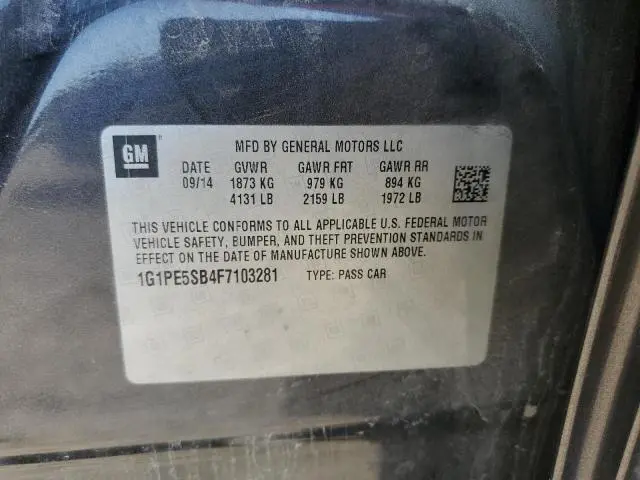 GM
MFD BY GENERAL MOTORS LLC
DATE GVWR GAWR FRT GAWR RR
09/14 1873 KG 979 KG 894 KG
4131 LB 2159 LB 1972 LB
THIS VEHICLE CONFORMS TO ALL APPLICABLE U.S. FEDERAL MOTOR
VEHICLE SAFETY, BUMPER, AND THEFT PREVENTION STANDARDS IN
EFFECT ON THE DATE OF MANUFACTURE SHOWN ABOVE.
1G1PE5SB4F7103281 TYPE: PASS CAR